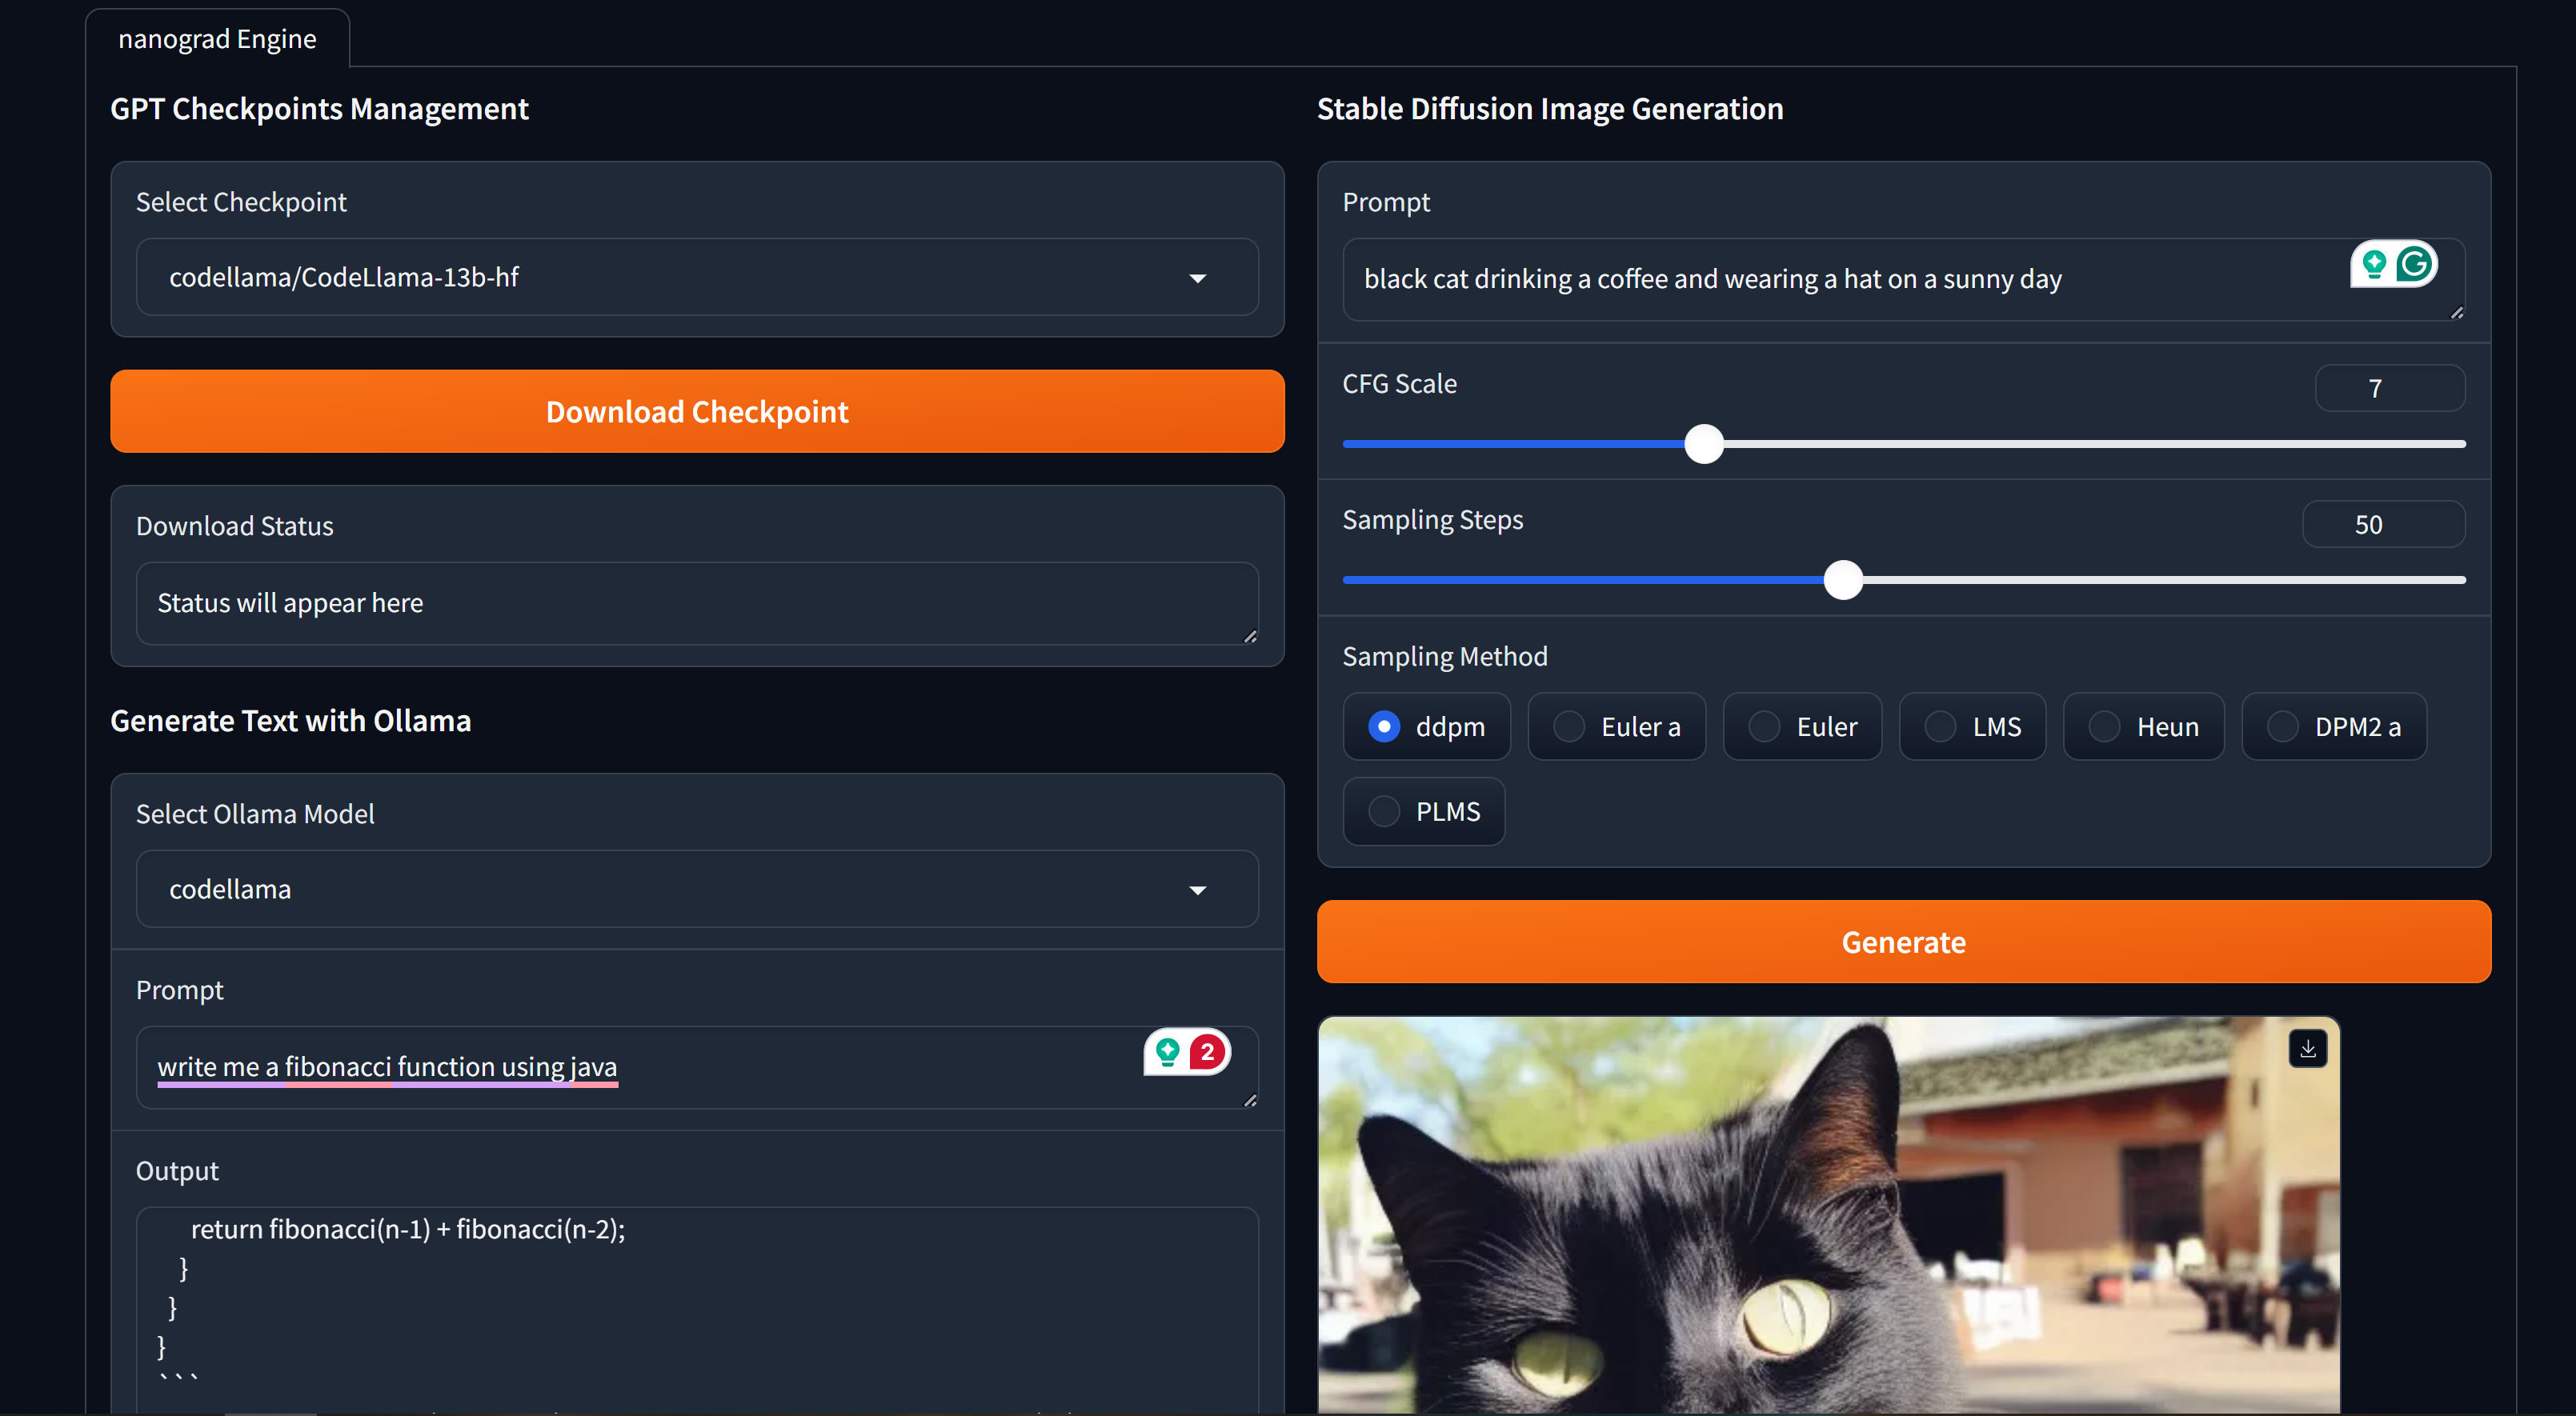 nanograd Engine
GPT Checkpoints Management
Select Checkpoint
codellama/CodeLlama-13b-hf
Download Checkpoint
Download Status
Status will appear here
Generate Text with Ollama
Select Ollama Model
codellama
Prompt
write me a fibonacci function using java
2
Output
return fibonacci(n-1) + fibonacci(n-2);
}
}
}
```
Stable Diffusion Image Generation
Prompt
black cat drinking a coffee and wearing a hat on a sunny day
CFG Scale
7
Sampling Steps
50
Sampling Method
ddpm
Euler a
Euler
LMS
Heun
DPM2 a
PLMS
Generate